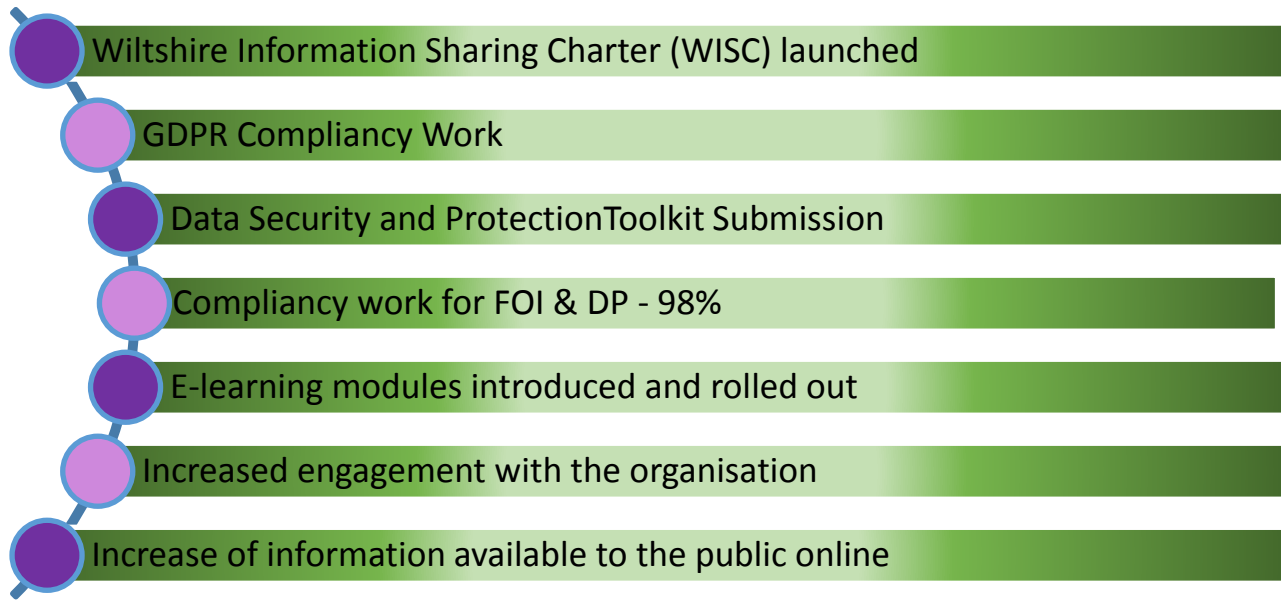 Wiltshire Information Sharing Charter (WISC) launched
GDPR Compliancy Work
Data Security and ProtectionToolkit Submission
Compliancy work for FOI & DP - 98%
E-learning modules introduced and rolled out
Increased engagement with the organisation
Increase of information available to the public online